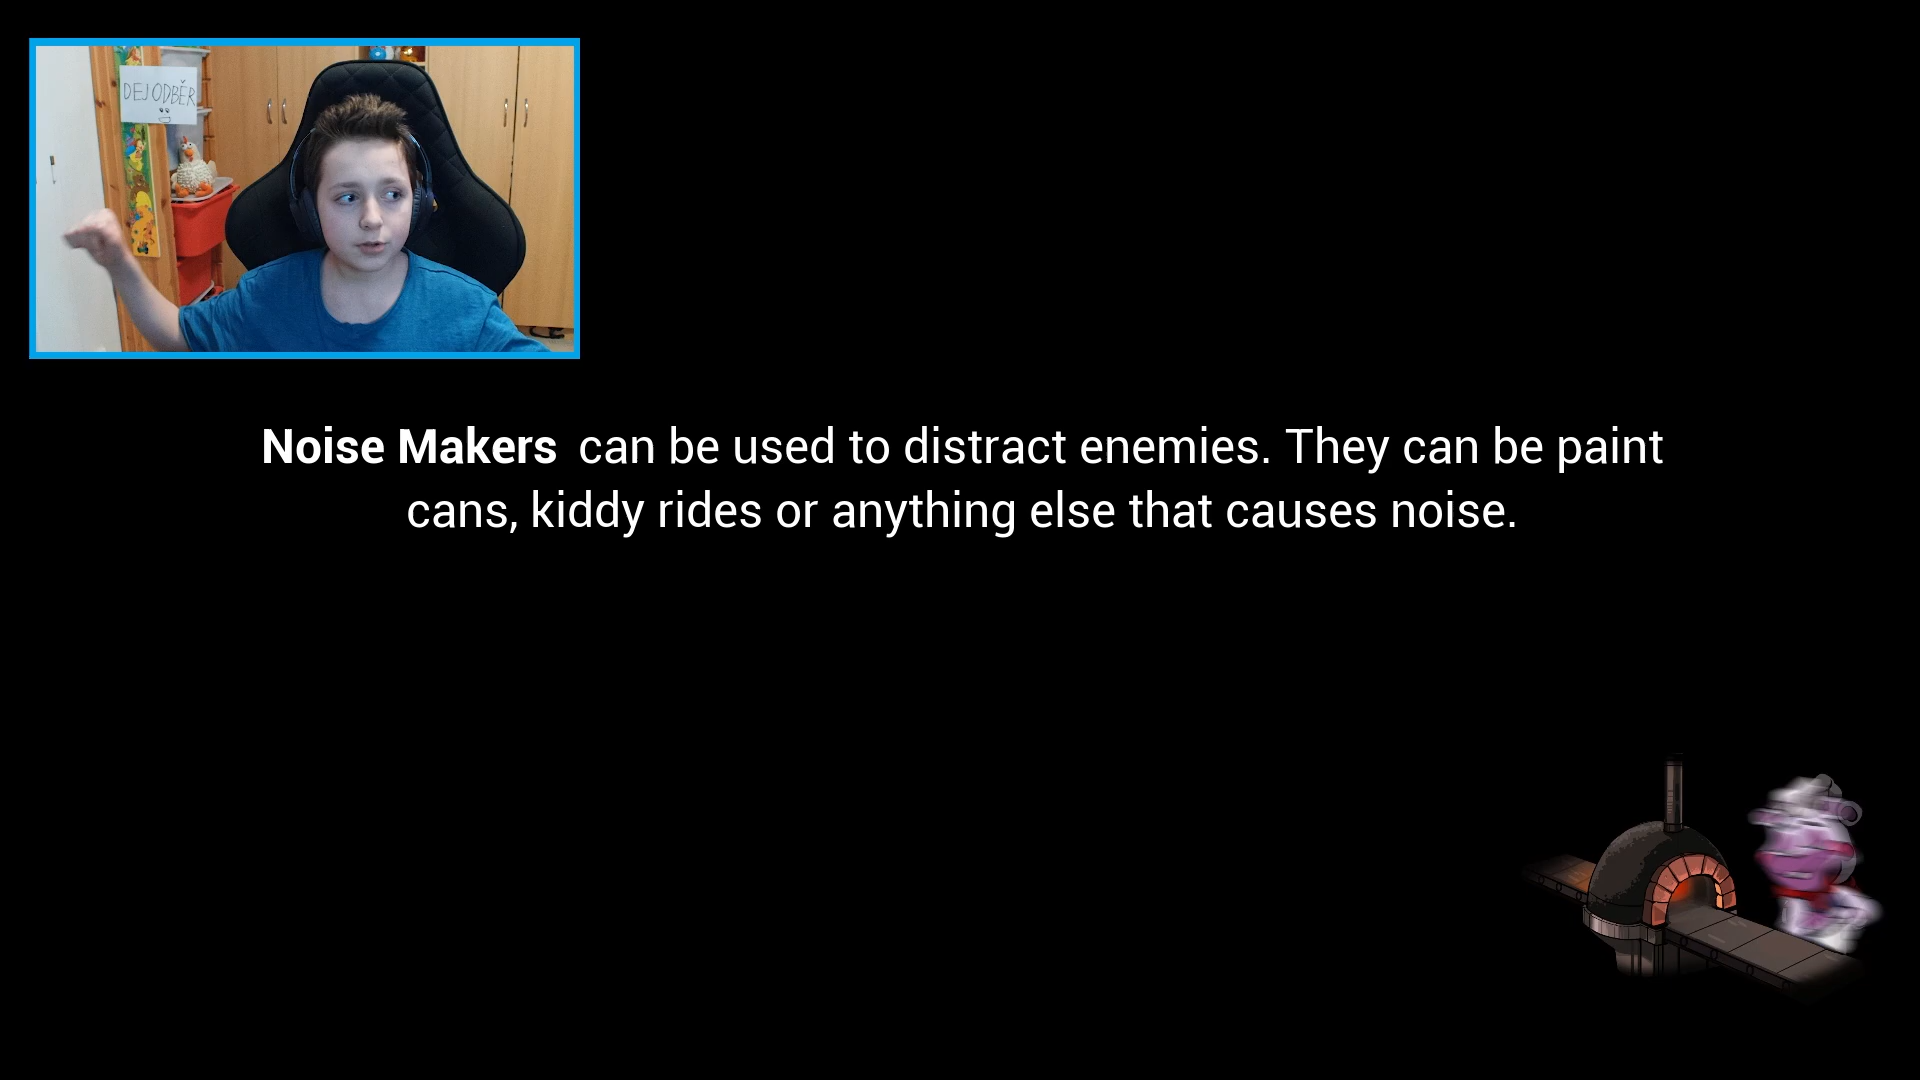 DEJ ODBĚR
Noise Makers can be used to distract enemies. They can be paint
cans, kiddy rides or anything else that causes noise.